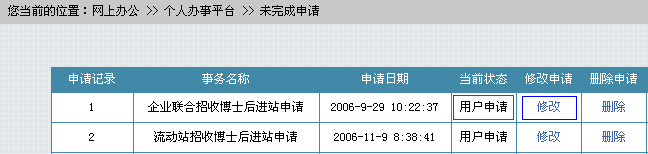 您当前的位置：网上办公 >> 个人办事平台 >> 未完成申请
申请记录 事务名称 申请日期 当前状态 修改申请 删除申请
1 企业联合招收博士后进站申请 2006-9-29 10:22:37 用户申请 修改 删除
2 流动站招收博士后进站申请 2006-11-9 8:38:41 用户申请 修改 删除